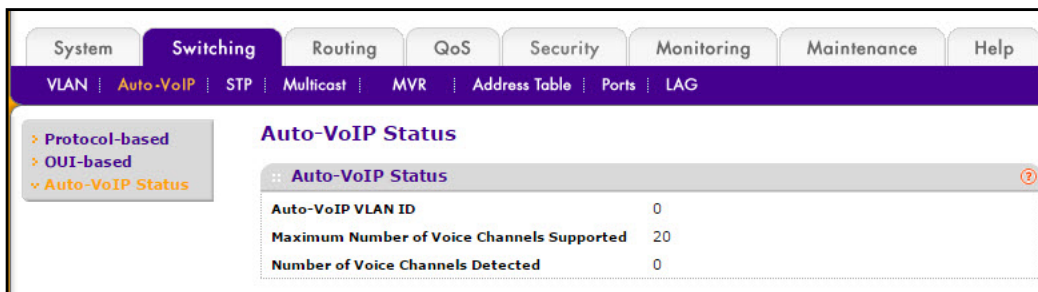 System Switching Routing QoS Security Monitoring Maintenance Help
VLAN Auto-VoIP STP Multicast MVR Address Table Ports LAG
Protocol-based
OUI-based
Auto-VoIP Status
Auto-VoIP Status
Auto-VoIP Status
Auto-VoIP VLAN ID 0
Maximum Number of Voice Channels Supported 20
Number of Voice Channels Detected 0